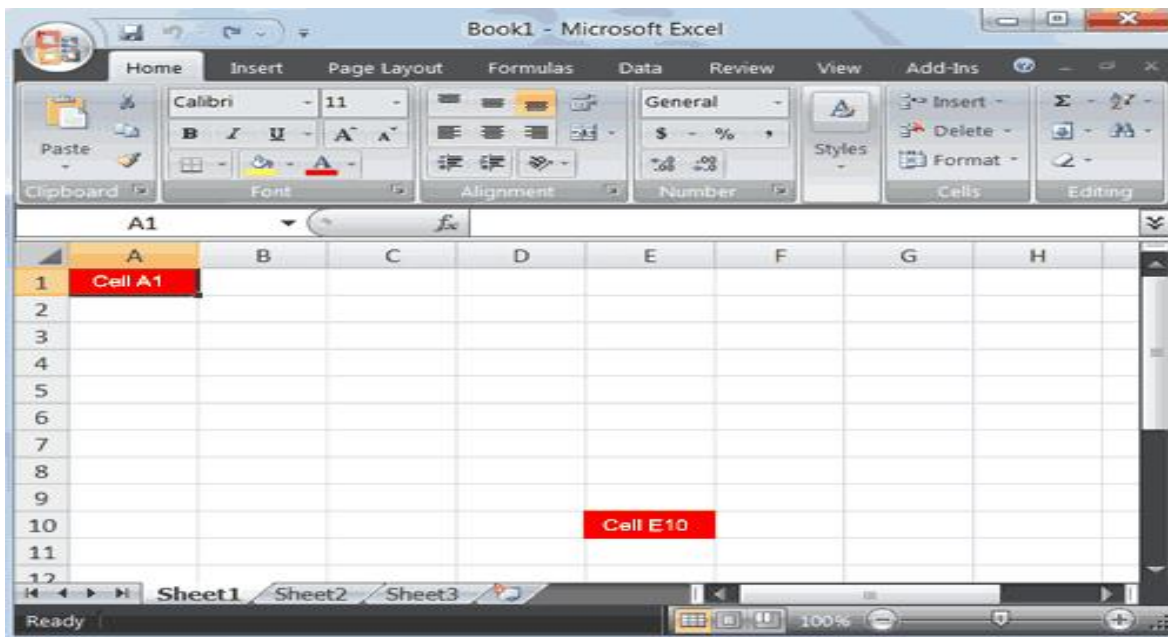 Book1 - Microsoft Excel
Home Insert Page Layout Formulas Data Review View Add-Ins
Calibri 11 General Insert
B I U A A $ % , Delete
Paste A Styles Format
Clipboard Font Alignment Number Cells Editing
A1 fx
A B C D E F G H
1 Cell A1
2
3
4
5
6
7
8
9
10 Cell E10
11
12
Sheet1 Sheet2 Sheet3
Ready 100%